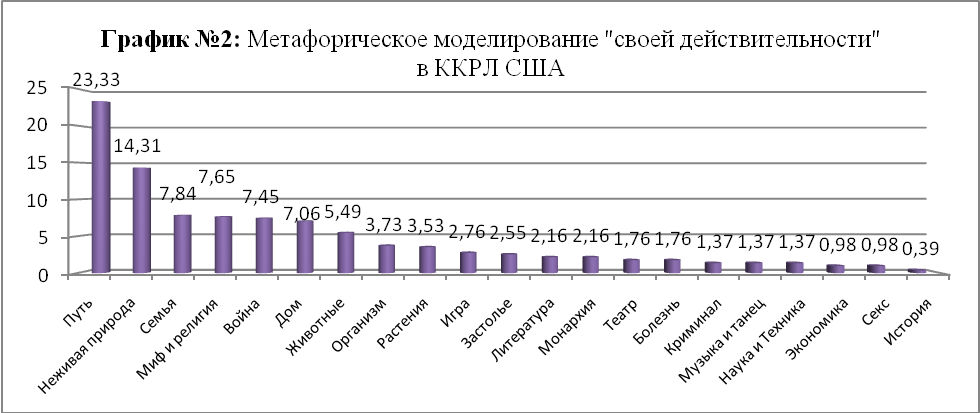 График №2: Метафорическое моделирование "своей действительности"
в ККРЛ США
25
20
15
10
5
0
23,33
14,31
7,84
7,65
7,45
7,06
5,49
3,73
3,53
2,76
2,55
2,16
2,16
1,76
1,76
1,37
1,37
1,37
0,98
0,98
0,39
Путь
Неживая природа
Семья
Миф и религия
Война
Дом
Животные
Организм
Растения
Игра
Застолье
Литература
Монархия
Театр
Болезнь
Криминал
Музыка и танец
Наука и Техника
Экономика
Секс
История